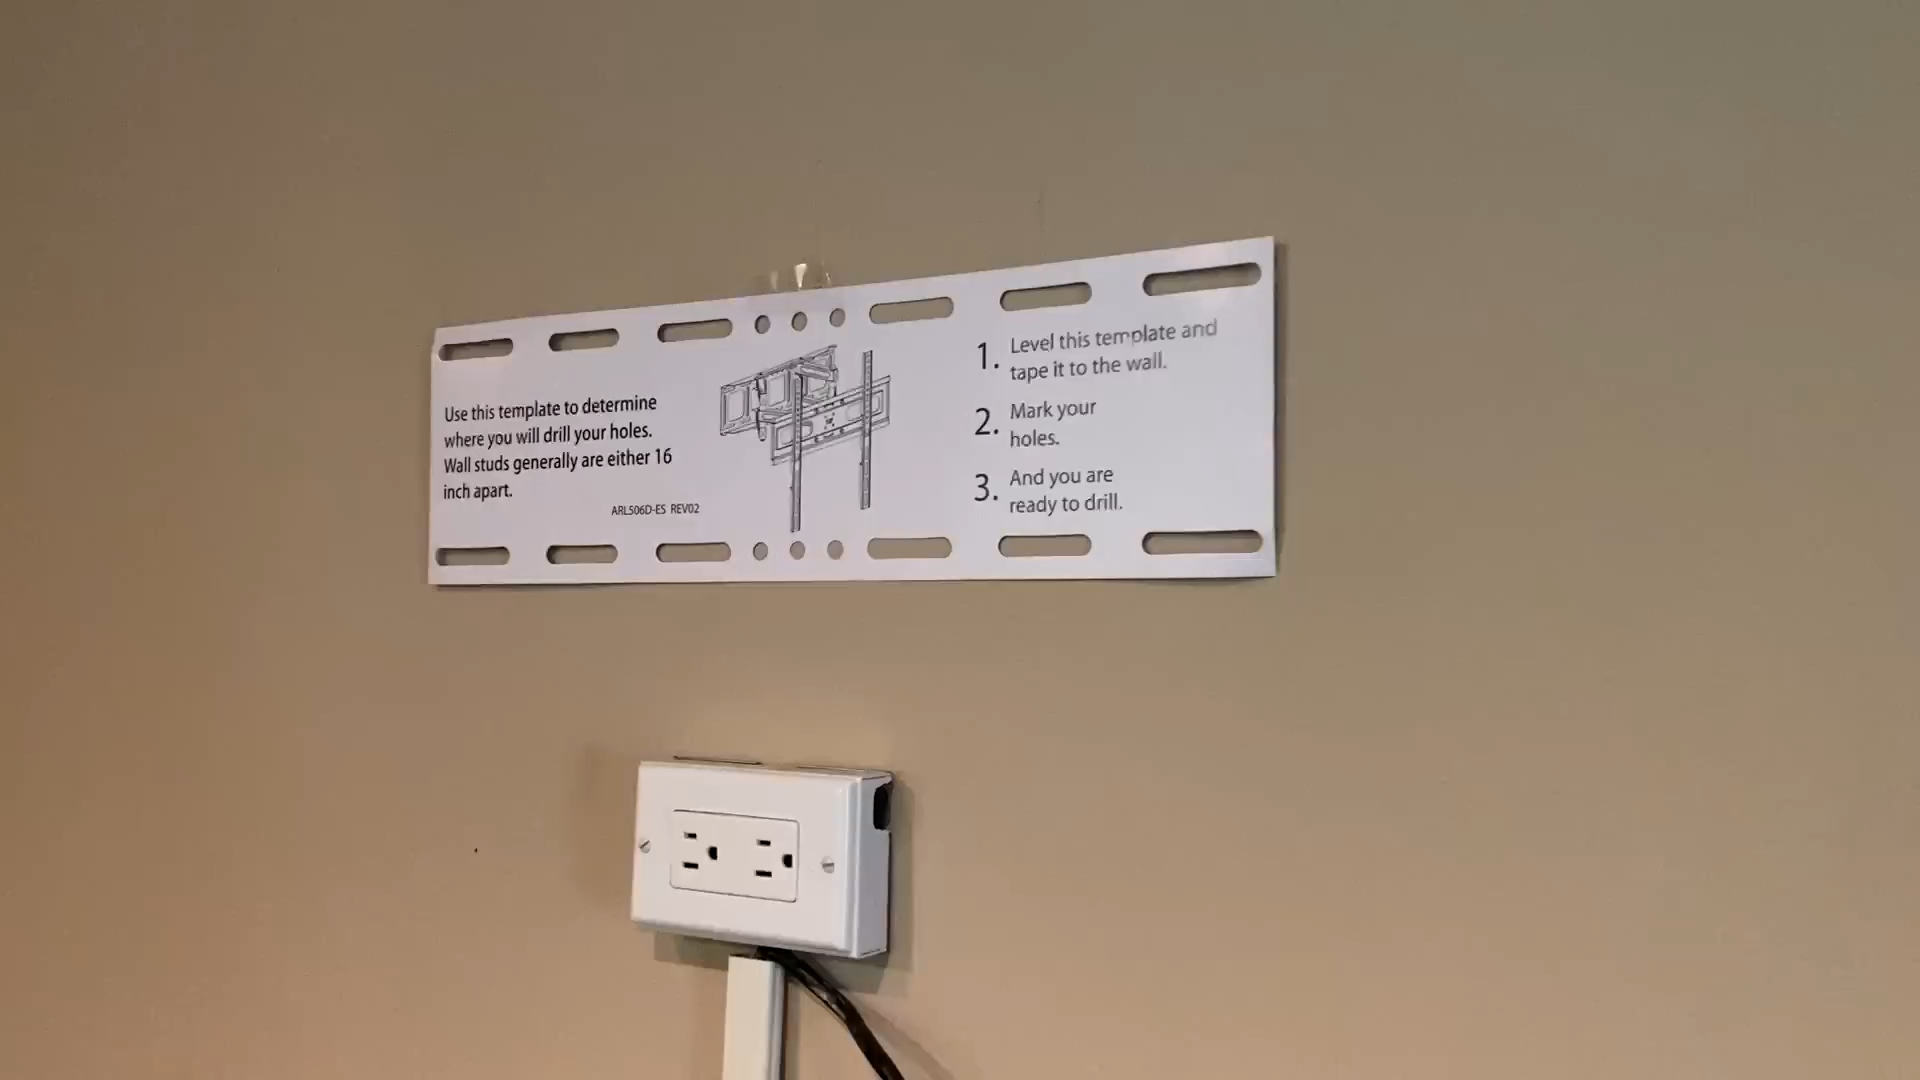 Use this template to determine
where you will drill your holes.
Wall studs generally are either 16
inch apart.
ARLS06D-ES REV02
1. Level this template and
tape it to the wall.
2. Mark your
holes.
3. And you are
ready to drill.